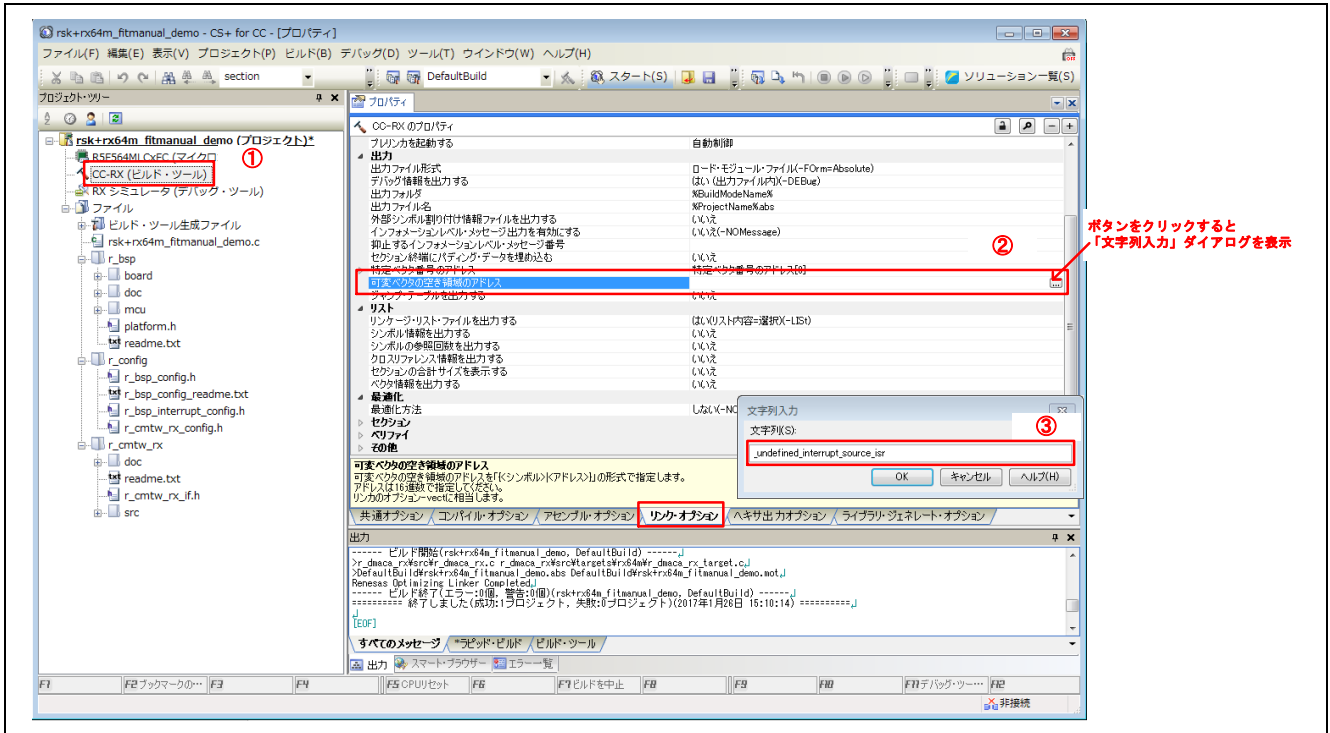 rsk+rx64m_fitmanual_demo - CS+ for CC - [プロパティ]
ファイル(F) 編集(E) 表示(V) プロジェクト(P) ビルド(B) デバッグ(D) ツール(T) ウインドウ(W) ヘルプ(H)
section DefaultBuild スタート(S) ソリューション一覧(S)
プロジェクト・ツリー
rsk+rx64m_fitmanual_demo (プロジェクト)*
R5F564MLCxFC (マイクロ
①
CC-RX (ビルド・ツール)
RX シミュレータ (デバッグ・ツール)
ファイル
ビルド・ツール生成ファイル
rsk+rx64m_fitmanual_demo.c
r_bsp
board
doc
mcu
platform.h
readme.txt
r_config
r_bsp_config.h
r_bsp_config_readme.txt
r_bsp_interrupt_config.h
r_cmtw_rx_config.h
r_cmtw_rx
doc
readme.txt
r_cmtw_rx_if.h
src
プロパティ
CC-RX のプロパティ
プレリンカを起動する 自動制御
出力
出力ファイル形式 ロード・モジュール・ファイル(-FOrm=Absolute)
デバッグ情報を出力する はい(出力ファイル内)(-DEBug)
出力フォルダ %BuildModeName%
出力ファイル名 %ProjectName%.abs
外部シンボル割り付け情報ファイルを出力する いいえ
インフォメーションレベル・メッセージ出力を有効にする いいえ(-NOMessage)
抑止するインフォメーションレベル・メッセージ番号
セクション終端にパディング・データを埋め込む いいえ
特定ベクタ番号のアドレス 特定ベクタ番号のアドレス[0]
可変ベクタの空き領域のアドレス ...
ジャンプ・テーブルを出力する いいえ
②
ボタンをクリックすると
「文字列入力」ダイアログを表示
リスト
リンケージ・リスト・ファイルを出力する はい(リスト内容=選択)(-LISt)
シンボル情報を出力する いいえ
シンボルの参照回数を出力する いいえ
クロスリファレンス情報を出力する いいえ
セクションの合計サイズを表示する いいえ
ベクタ情報を出力する いいえ
最適化
最適化方法 しない(-NO
セクション
ベリファイ
その他
文字列入力
③
文字列(S):
_undefined_interrupt_source_isr
OK キャンセル ヘルプ(H)
可変ベクタの空き領域のアドレス
可変ベクタの空き領域のアドレスを「{<シンボル>|<アドレス>}」の形式で指定します。
アドレスは16進数で指定してください。
リンカのオプション-vectに相当します。
共通オプション コンパイル・オプション アセンブル・オプション リンク・オプション ヘキサ出力オプション ライブラリ・ジェネレート・オプション
出力
------ ビルド開始(rsk+rx64m_fitmanual_demo, DefaultBuild) ------↓
>r_dmaca_rx¥src¥r_dmaca_rx.c r_dmaca_rx¥src¥targets¥rx64m¥r_dmaca_rx_target.c↓
>DefaultBuild¥rsk+rx64m_fitmanual_demo.abs DefaultBuild¥rsk+rx64m_fitmanual_demo.mot↓
Renesas Optimizing Linker Completed↓
------ ビルド終了(エラー:0個, 警告:0個)(rsk+rx64m_fitmanual_demo, DefaultBuild) ------↓
========== 終了しました(成功:1プロジェクト, 失敗:0プロジェクト)(2017年1月26日 15:10:14) ==========↓
↓
[EOF]
すべてのメッセージ *ラピッド・ビルド ビルド・ツール
出力 スマート・ブラウザー エラー一覧
F1 F2ブックマークの… F3 F4 F5 CPUリセット F6 F7ビルドを中止 F8 F9 F10 F11デバッグ・ツー… F12
非接続